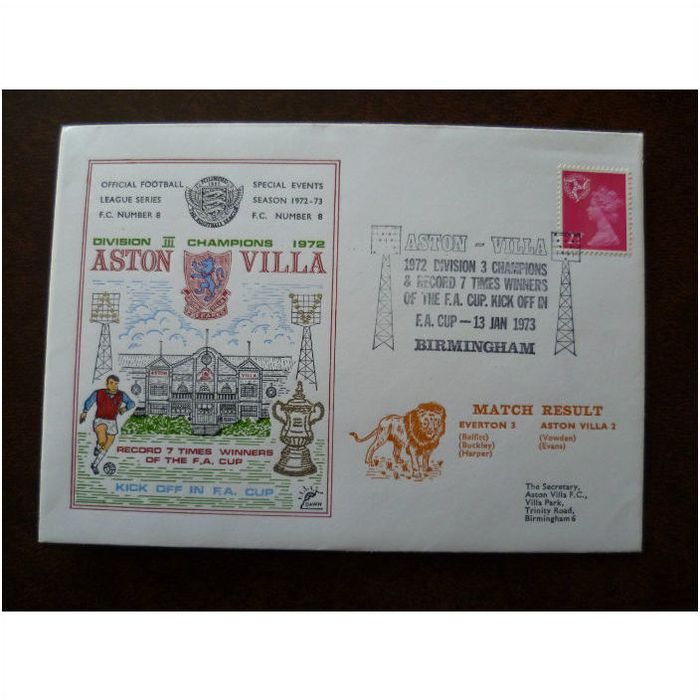 OFFICIAL FOOTBALL
LEAGUE SERIES
F.C. NUMBER 8
SPECIAL EVENTS
SEASON 1972-73
F.C. NUMBER 8
DIVISION III CHAMPIONS 1972
ASTON VILLA
RECORD 7 TIMES WINNERS
OF THE F.A. CUP
KICK OFF IN F.A. CUP
DAWN
ASTON - VILLA
1972 DIVISION 3 CHAMPIONS
& RECORD 7 TIMES WINNERS
OF THE F.A. CUP. KICK OFF IN
F.A. CUP — 13 JAN 1973
BIRMINGHAM
MATCH RESULT
EVERTON 3 ASTON VILLA 2
(Belfitt) (Vowden)
(Buckley) (Evans)
(Harper)
The Secretary,
Aston Villa F.C.,
Villa Park,
Trinity Road,
Birmingham 6